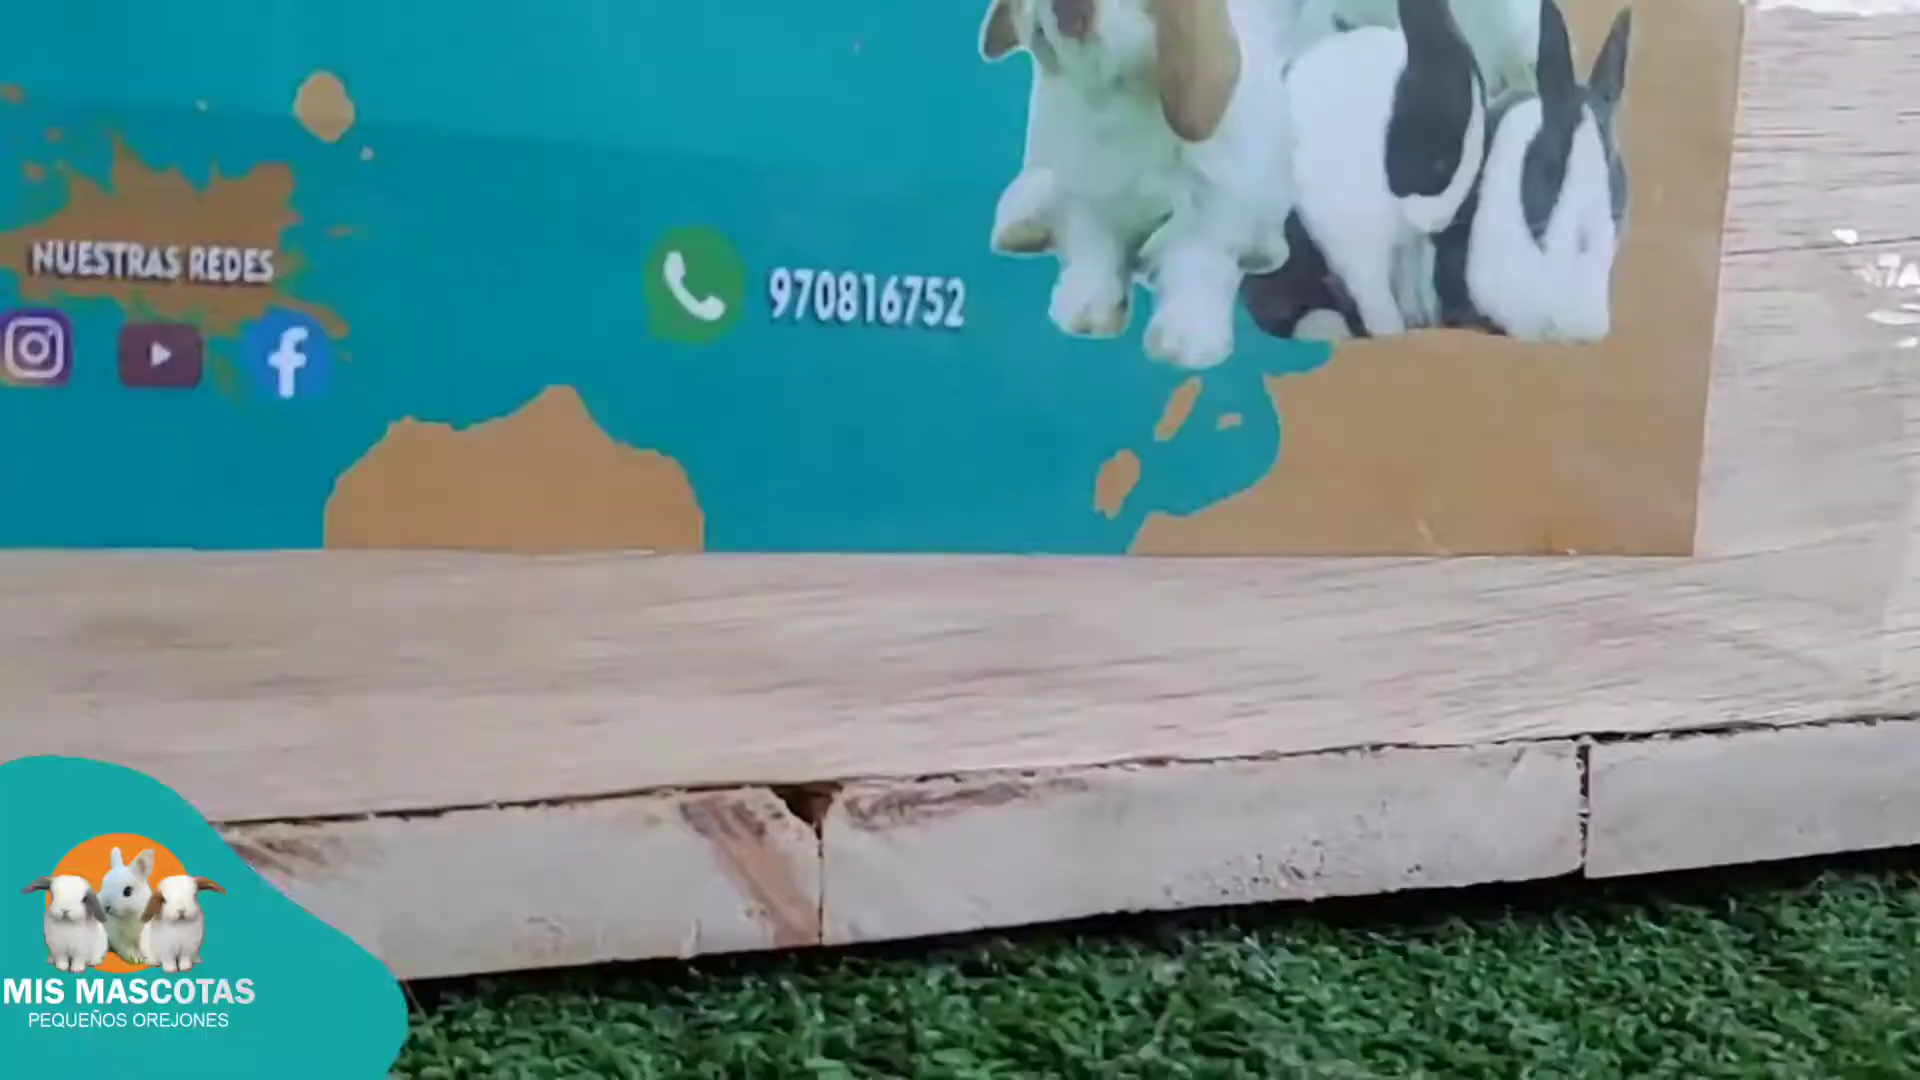 NUESTRAS REDES
970816752
MIS MASCOTAS
PEQUEÑOS OREJONES